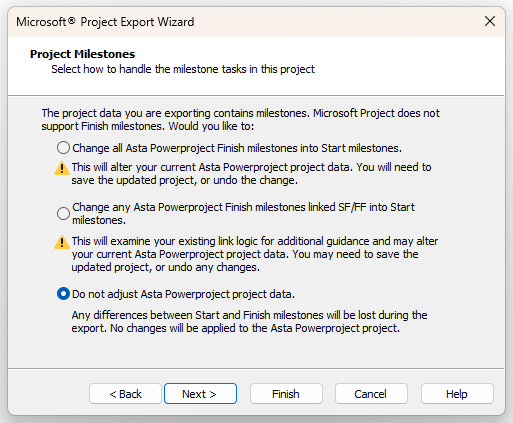 Microsoft® Project Export Wizard
Project Milestones
Select how to handle the milestone tasks in this project
The project data you are exporting contains milestones. Microsoft Project does not
support Finish milestones. Would you like to:
Change all Asta Powerproject Finish milestones into Start milestones.
This will alter your current Asta Powerproject project data. You will need to
save the updated project, or undo the change.
Change any Asta Powerproject Finish milestones linked SF/FF into Start
milestones.
This will examine your existing link logic for additional guidance and may alter
your current Asta Powerproject project data. You may need to save the
updated project, or undo any changes.
Do not adjust Asta Powerproject project data.
Any differences between Start and Finish milestones will be lost during the
export. No changes will be applied to the Asta Powerproject project.
< Back Next > Finish Cancel Help